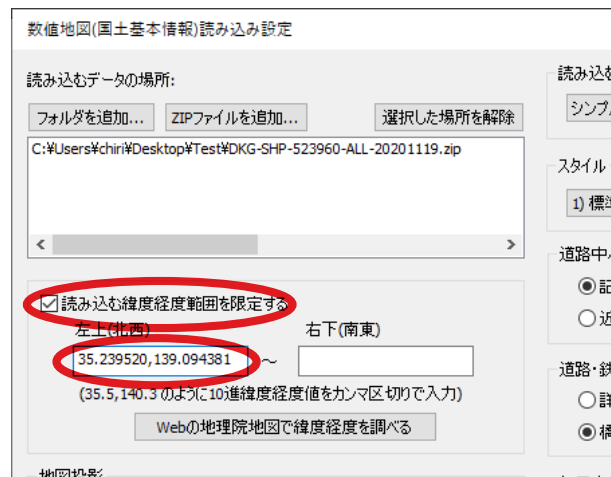 数値地図(国土基本情報)読み込み設定
読み込むデータの場所:
フォルダを追加... ZIPファイルを追加... 選択した場所を解除
C:¥Users¥chiri¥Desktop¥Test¥DKG-SHP-523960-ALL-20201119.zip
読み込む緯度経度範囲を限定する
左上(北西) 右下(南東)
35.239520,139.094381 ～
(35.5,140.3 のように10進緯度経度値をカンマ区切りで入力)
Webの地理院地図で緯度経度を調べる
地図投影
読み込む
シンプル
スタイル
1) 標準
道路中
記
近
道路・鉄
詳
橋